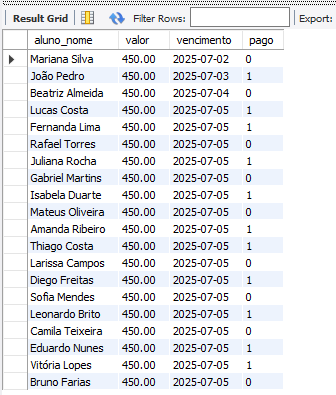 Result Grid Filter Rows: Export:
aluno_nome valor vencimento pago
Mariana Silva 450.00 2025-07-02 0
João Pedro 450.00 2025-07-03 1
Beatriz Almeida 450.00 2025-07-04 0
Lucas Costa 450.00 2025-07-05 1
Fernanda Lima 450.00 2025-07-05 1
Rafael Torres 450.00 2025-07-05 0
Juliana Rocha 450.00 2025-07-05 1
Gabriel Martins 450.00 2025-07-05 0
Isabela Duarte 450.00 2025-07-05 1
Mateus Oliveira 450.00 2025-07-05 0
Amanda Ribeiro 450.00 2025-07-05 1
Thiago Costa 450.00 2025-07-05 1
Larissa Campos 450.00 2025-07-05 0
Diego Freitas 450.00 2025-07-05 1
Sofia Mendes 450.00 2025-07-05 0
Leonardo Brito 450.00 2025-07-05 1
Camila Teixeira 450.00 2025-07-05 0
Eduardo Nunes 450.00 2025-07-05 1
Vitória Lopes 450.00 2025-07-05 1
Bruno Farias 450.00 2025-07-05 0